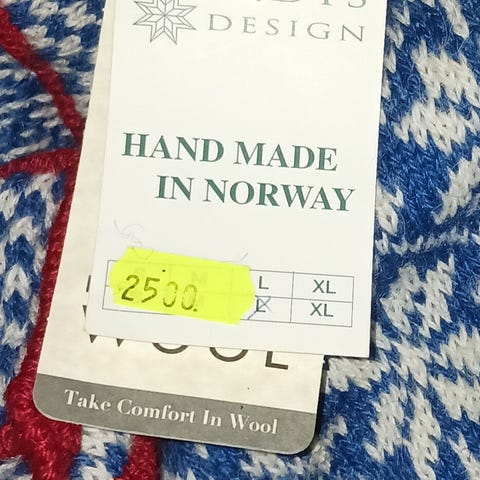 DESIGN
HAND MADE
IN NORWAY
M L XL
2500.
L XL
WOOL
Take Comfort In Wool